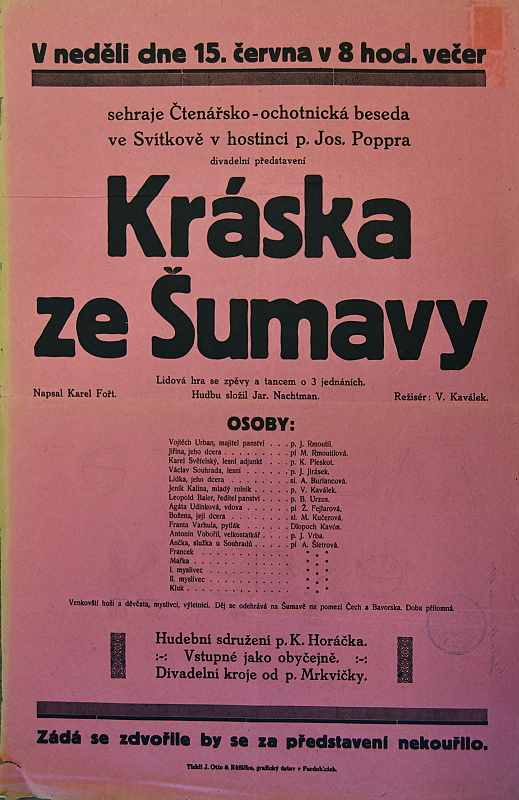 V neděli dne 15. června v 8 hod. večer
sehraje Čtenářsko-ochotnická beseda
ve Svítkově v hostinci p. Jos. Poppra
divadelní představení
Kráska
ze Šumavy
Lidová hra se zpěvy a tancem o 3 jednáních.
Napsal Karel Fořt. Hudbu složil Jar. Nachtman. Režisér: V. Kaválek.
OSOBY:
Vojtěch Urban, majitel panství . . . p. J. Rmoutil.
Jiřina, jeho dcera . . . . . . . . pí M. Rmoutilová.
Karel Světelský, lesní adjunkt . . . . p. K. Pleskot.
Václav Souhrada, lesní . . . . . . p. J. Jirásek.
Lidka, jeho dcera . . . . . . . . sl. A. Burlancová.
Jeník Kalina, mladý rolník . . . . . p. V. Kaválek.
Leopold Baier, ředitel panství . . . . p. B. Urzus.
Agáta Udinková, vdova . . . . . . pí Ž. Fejfarová.
Božena, její dcera . . . . . . . . sl. M. Kučerová.
Franta Varhula, pytlák . . . . . . Dlopoch Kavón.
Antonín Vobořil, velkostatkář . . . . p. J. Vrba.
Ančka, služka u Souhradů . . . . . pí A. Šletrová.
Francek . . . . . . . . . .
Mařka . . . . . . . . . .
I. myslivec . . . . . . . . .
II. myslivec . . . . . . . . .
Kluk . . . . . . . . . . .
Venkovští hoši a děvčata, myslivci, výletníci. Děj se odehrává na Šumavě na pomezí Čech a Bavorska. Doba přítomná.
Hudební sdružení p. K. Horáčka.
:-: Vstupné jako obyčejně. :-:
Divadelní kroje od p. Mrkvičky.
Žádá se zdvořile by se za představení nekouřilo.
Tiskli J. Otto & Růžička, grafický ústav v Pardubicích.